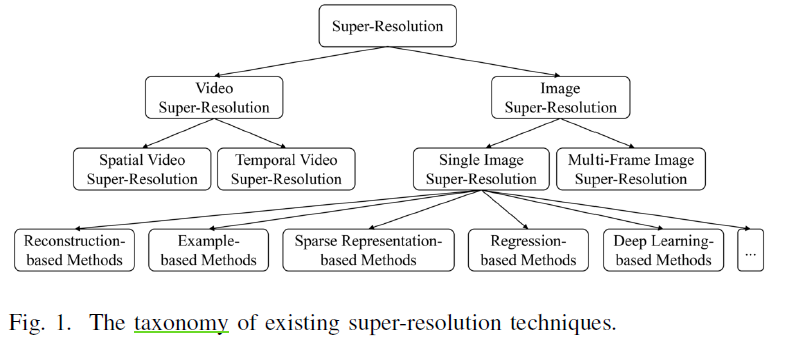 Super-Resolution
Video
Super-Resolution
Image
Super-Resolution
Spatial Video
Super-Resolution
Temporal Video
Super-Resolution
Single Image
Super-Resolution
Multi-Frame Image
Super-Resolution
Reconstruction-
based Methods
Example-
based Methods
Sparse Representation-
based Methods
Regression-
based Methods
Deep Learning-
based Methods
...
Fig. 1. The taxonomy of existing super-resolution techniques.